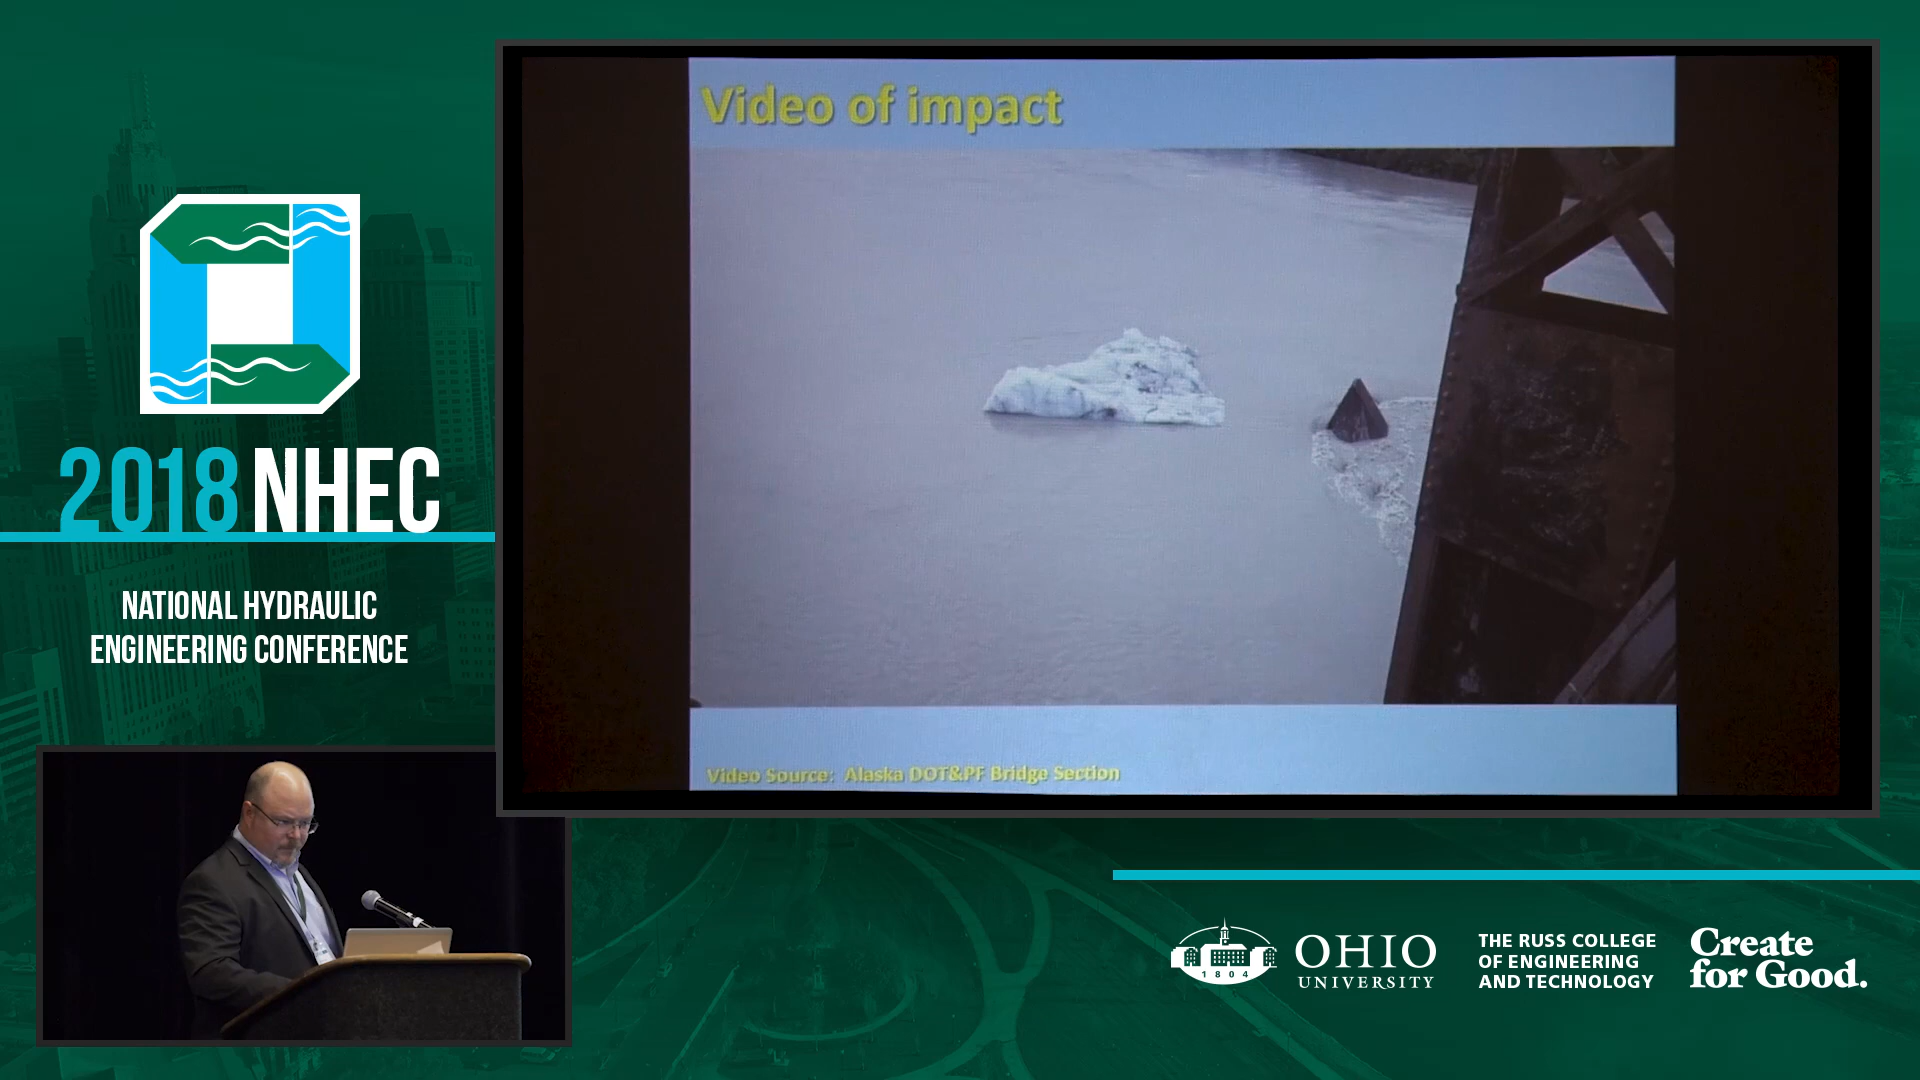 Video of impact
Video Source: Alaska DOT&PF Bridge Section
2018 NHEC
NATIONAL HYDRAULIC
ENGINEERING CONFERENCE
1804
OHIO
UNIVERSITY
THE RUSS COLLEGE
OF ENGINEERING
AND TECHNOLOGY
Create
for Good.